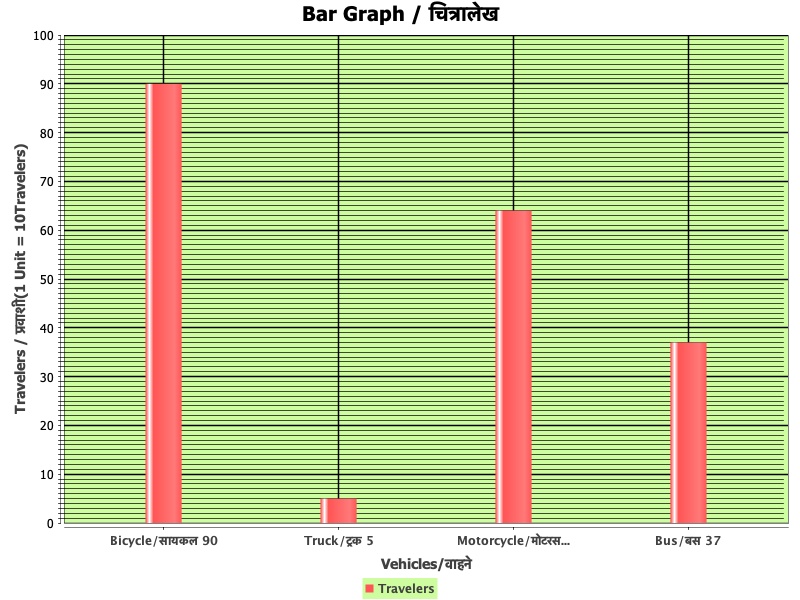 Bar Graph / चित्रालेख
Travelers / प्रवाशी(1 Unit = 10Travelers)
100
90
80
70
60
50
40
30
20
10
0
Bicycle/सायकल 90 Truck/ट्रक 5 Motorcycle/मोटरस... Bus/बस 37
Vehicles/वाहने
Travelers